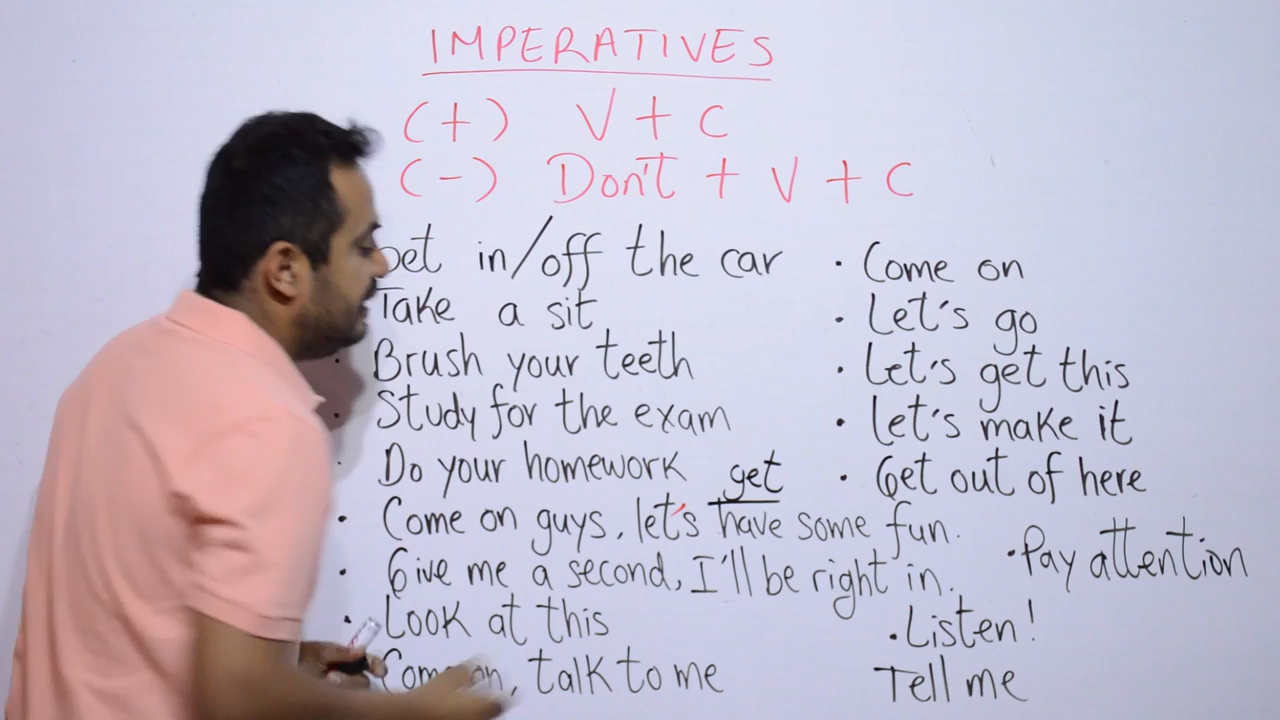 IMPERATIVES
(+) V + C
(-) Don't + V + C
Get in/off the car
Take a sit
· Brush your teeth
· Study for the exam
· Do your homework
get
· Come on guys, let's have some fun.
· Give me a second, I'll be right in.
· Look at this
Come on, talk to me
· Come on
· Let's go
· Let's get this
· Let's make it
· Get out of here
· Pay attention
· Listen!
Tell me